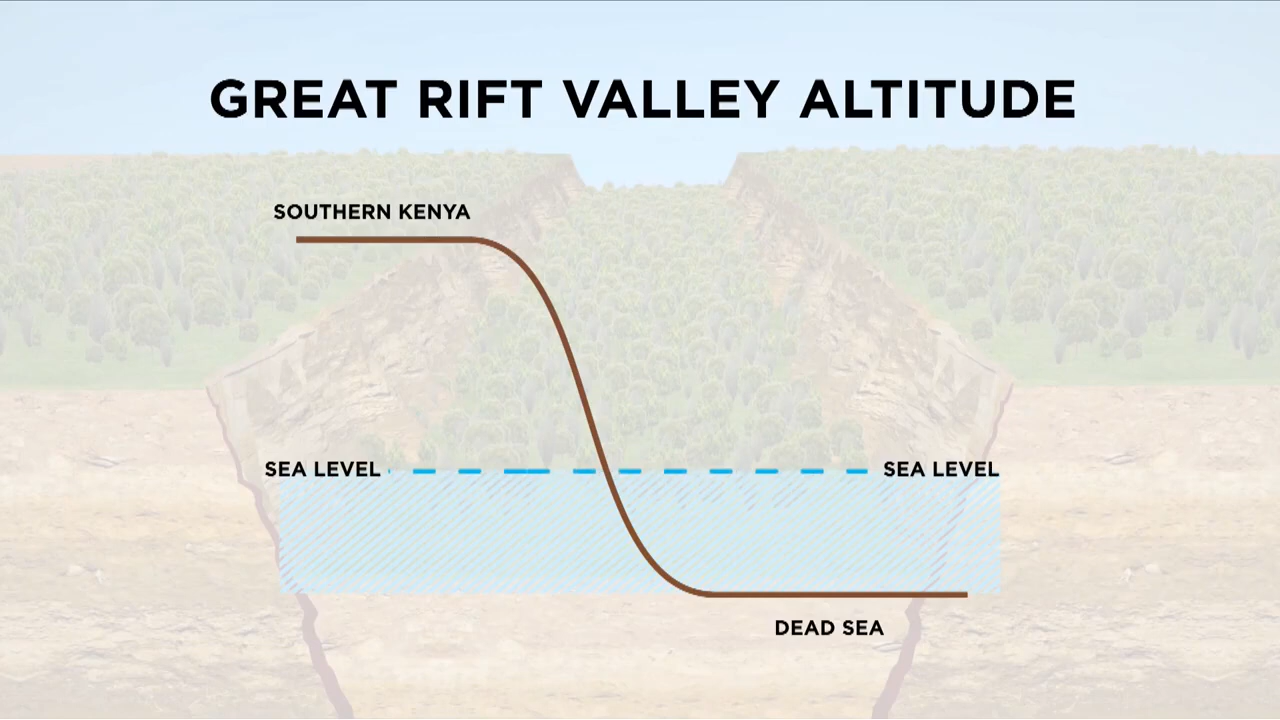 GREAT RIFT VALLEY ALTITUDE
SOUTHERN KENYA
SEA LEVEL
SEA LEVEL
DEAD SEA